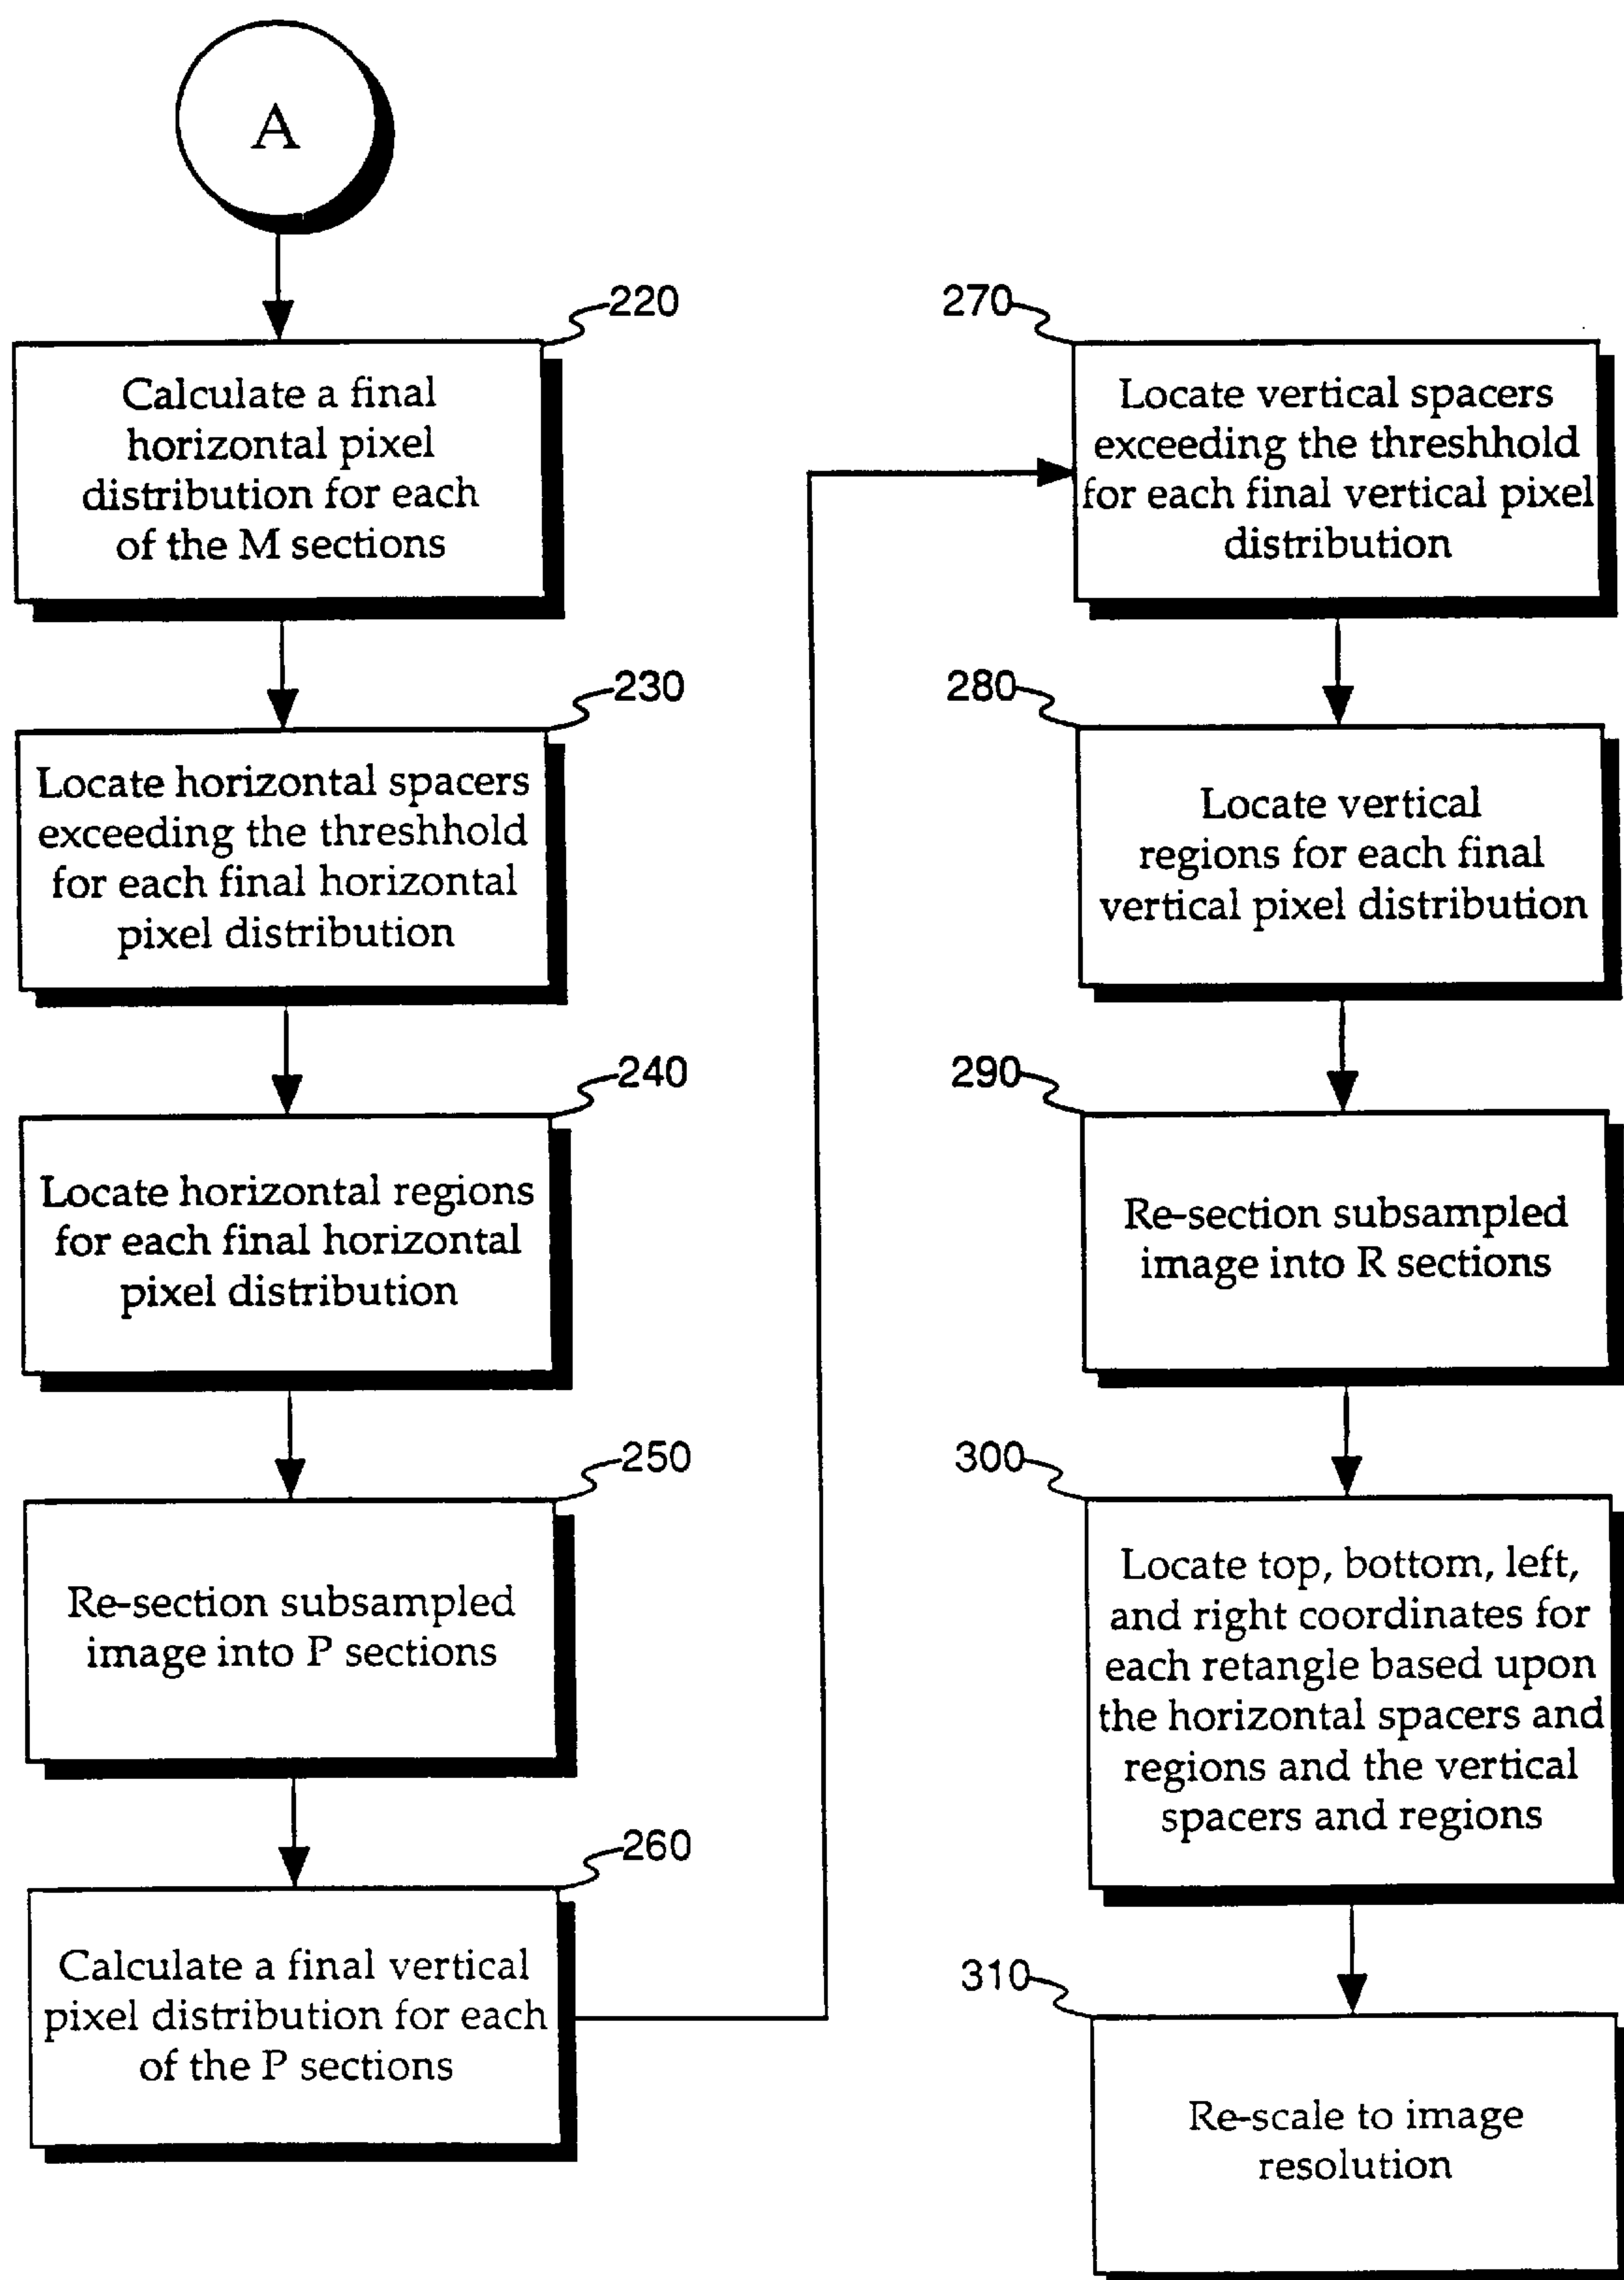 A
220
Calculate a final
horizontal pixel
distribution for each
of the M sections
230
Locate horizontal spacers
exceeding the threshhold
for each final horizontal
pixel distribution
240
Locate horizontal regions
for each final horizontal
pixel distribution
250
Re-section subsampled
image into P sections
260
Calculate a final vertical
pixel distribution for each
of the P sections
270
Locate vertical spacers
exceeding the threshhold
for each final vertical pixel
distribution
280
Locate vertical
regions for each final
vertical pixel distribution
290
Re-section subsampled
image into R sections
300
Locate top, bottom, left,
and right coordinates for
each retangle based upon
the horizontal spacers and
regions and the vertical
spacers and regions
310
Re-scale to image
resolution